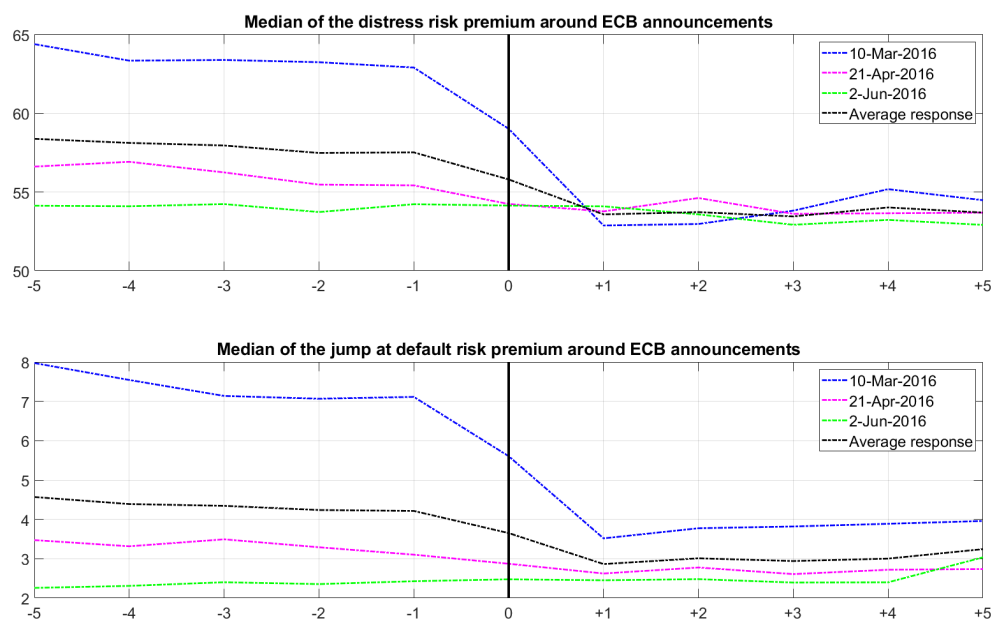 Median of the distress risk premium around ECB announcements
65
60
55
50
-5 -4 -3 -2 -1 0 +1 +2 +3 +4 +5
10-Mar-2016
21-Apr-2016
2-Jun-2016
Average response
Median of the jump at default risk premium around ECB announcements
8
7
6
5
4
3
2
-5 -4 -3 -2 -1 0 +1 +2 +3 +4 +5
10-Mar-2016
21-Apr-2016
2-Jun-2016
Average response